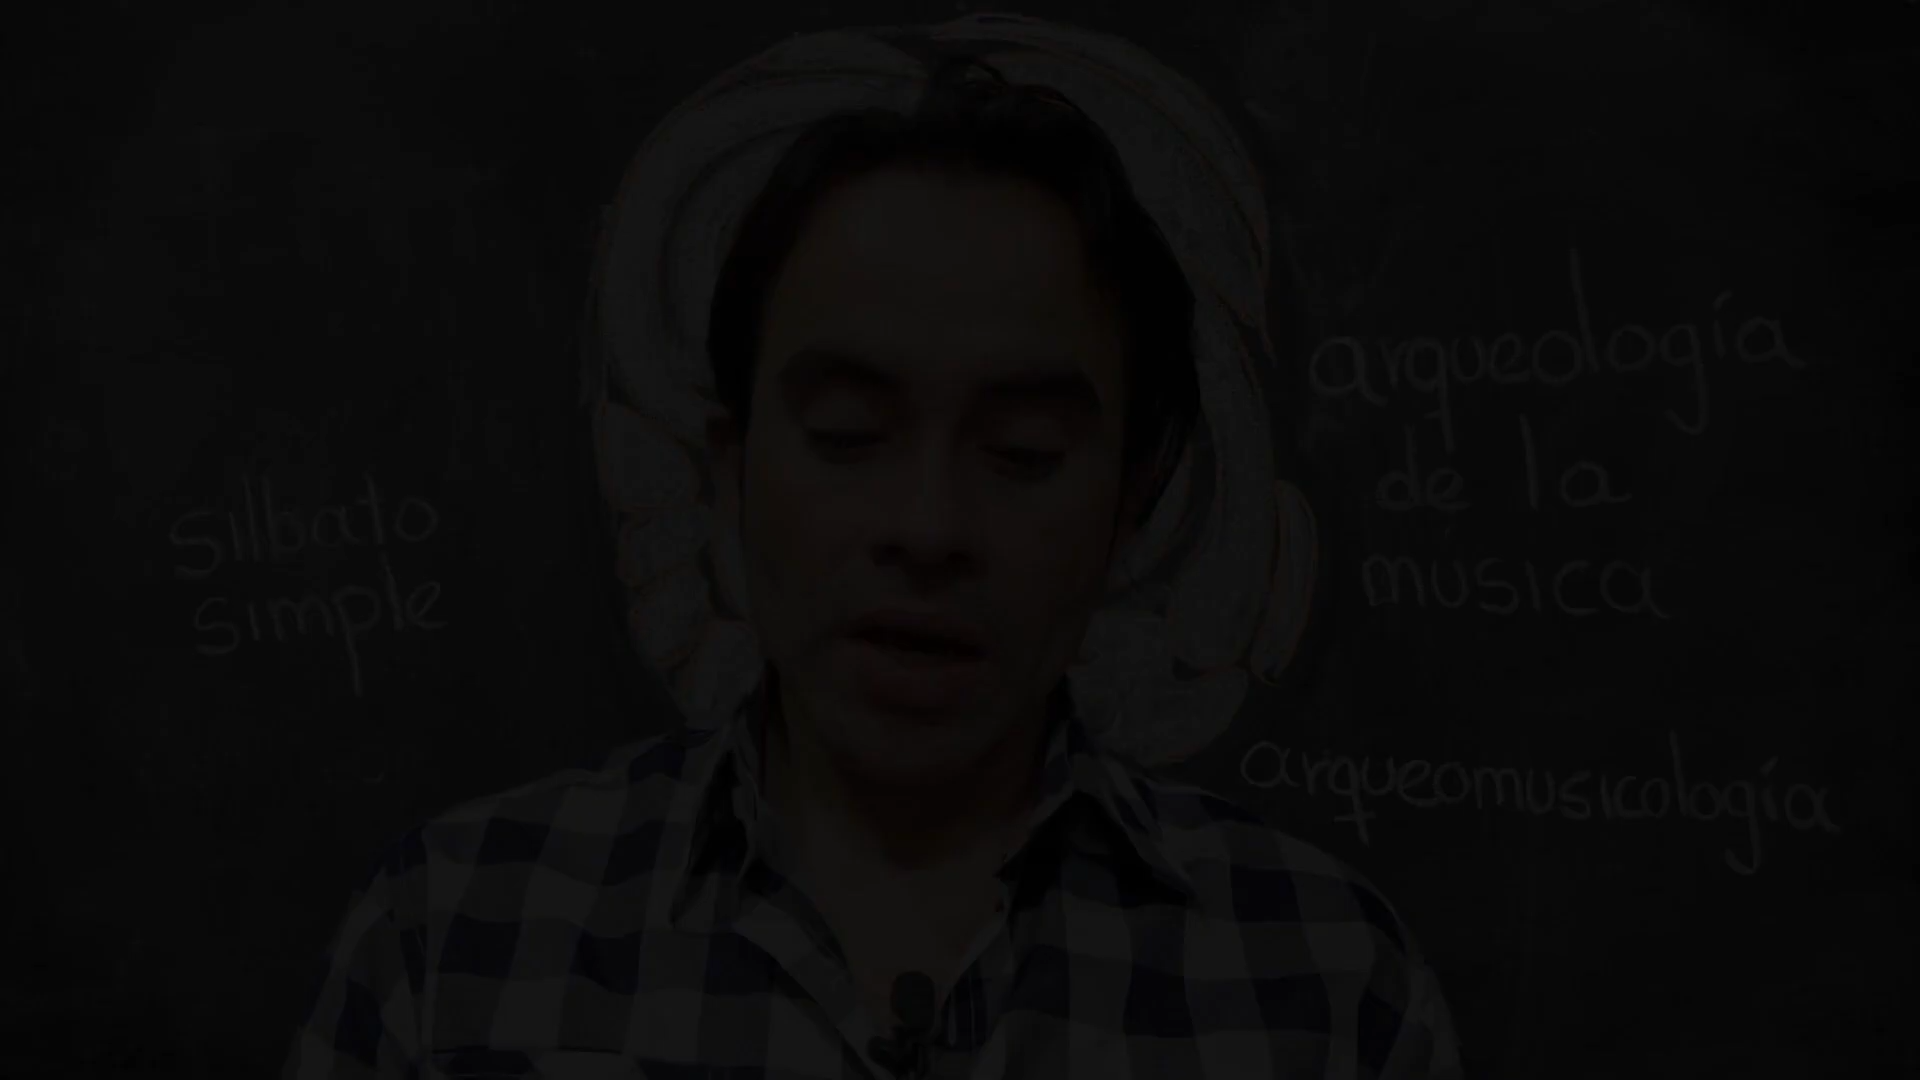 silbato
simple
arqueología
de la
música
arqueomusicología